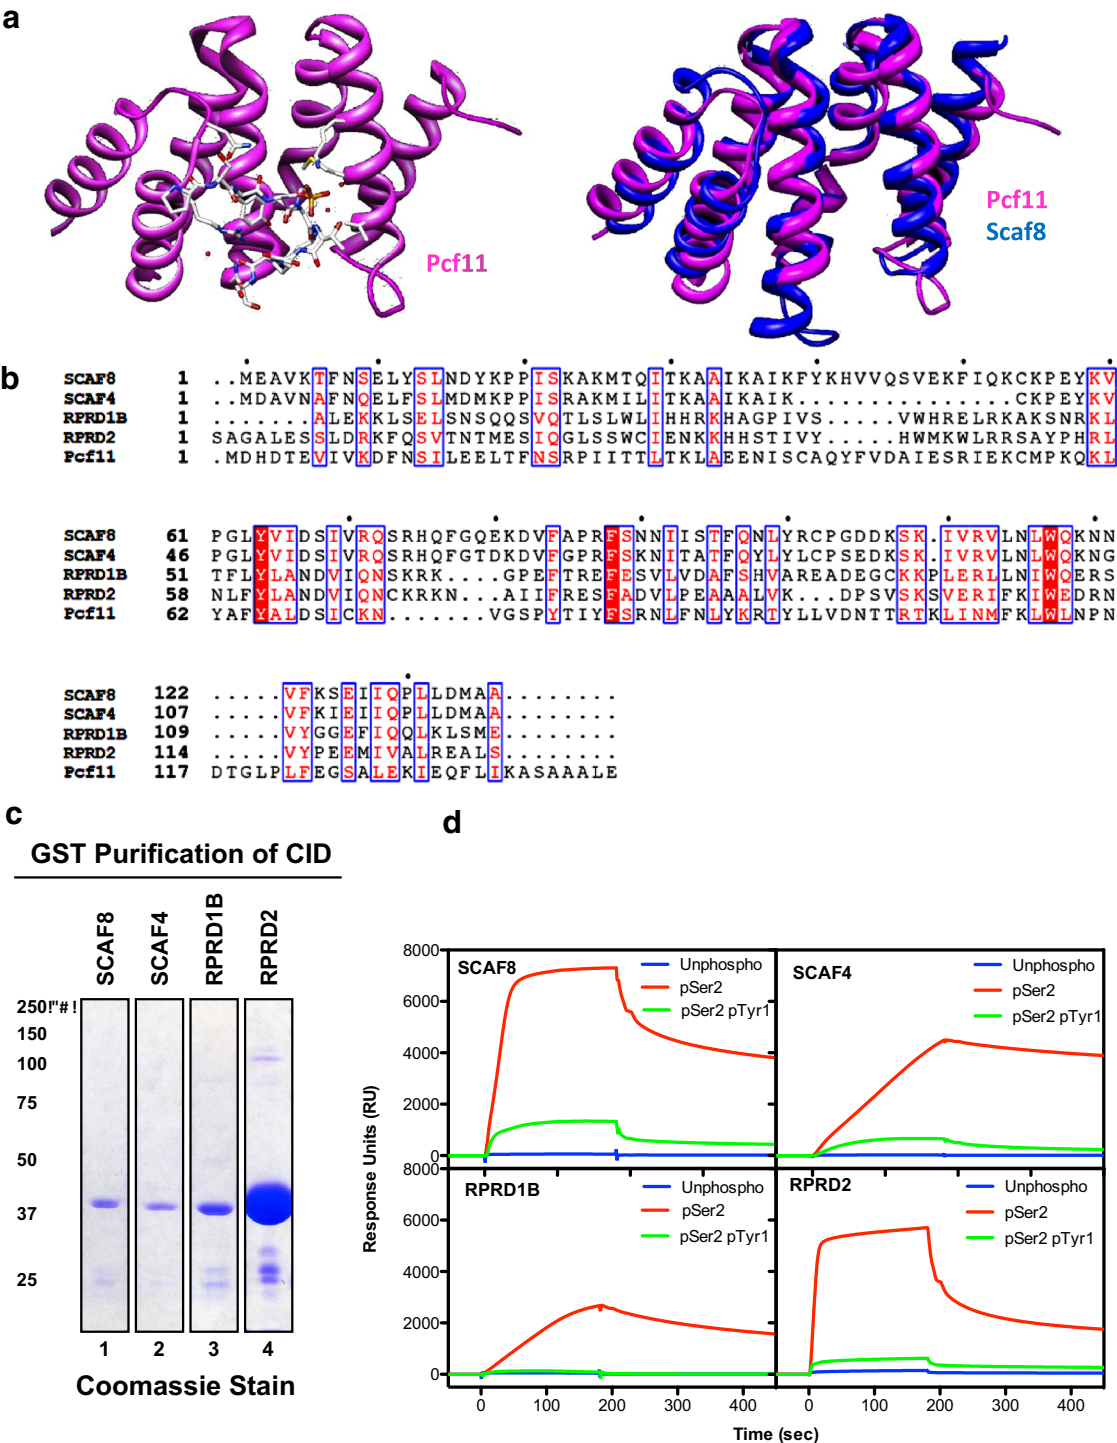 a
Pcf11
Pcf11
Scaf8
b
SCAF8 1 ..MEAVKTFNSELYSLNDYKPPISKAKMTQITKAAIKAIKFYKHVVQSVEKFIQKCKPEYKV
SCAF4 1 ..MDAVNAFNQELFSLMDMKPPISRAKMILITKAAIKAIK...............CKPEYKV
RPRD1B 1 .......ALEKKLSELSNSQQSVQTLSLWLIHHRKHAGPIVS.....VWHRELRKAKSNRKL
RPRD2 1 SAGALESSLDRKFQSVTNTMESIQGLSSWCIENKKHHSTIVY.....HWMKWLRRSAYPHRL
Pcf11 1 .MDHDTEVIVKDFNSILEELTFNSRPIITTLTKLAEENISCAQYFVDAIESRIEKCMPKQKL
SCAF8 61 PGLYVIDSIVRQSRHQFGQEKDVFAPRFSNNIISTFQNLYRCPGDDKSK.IVRVLNLWQKNN
SCAF4 46 PGLYVIDSIVRQSRHQFGTDKDVFGPRFSKNITATFQNLYLCPSEDKSK.IVRVLNLWQKNG
RPRD1B 51 TFLYLANDVIQNSKRK....GPEFTREFESVLVDAFSHVAREADEGCKKPLERLLNIWQERS
RPRD2 58 NLFYLANDVIQNCKRKN....AIIFRESFADVLPEAAALVK...DPSVSKSVERIFKIWEDRN
Pcf11 62 YAFYALDSICKN.......VGSPYTIYFSRNLFNLYKRTYLLVDNTTRTKLINMFKLWLNPN
SCAF8 122 .....VFKSEIIQPLLDMAA........
SCAF4 107 .....VFKIEIIQPLLDMAA........
RPRD1B 109 .....VYGGEFIQQLKLSME........
RPRD2 114 .....VYPEEMIVALREALS........
Pcf11 117 DTGLPLFEGSALEKIEQFLIKASAAALE
c
GST Purification of CID
SCAF8
SCAF4
RPRD1B
RPRD2
250!"#!
150
100
75
50
37
25
1 2 3 4
Coomassie Stain
d
Response Units (RU)
8000
6000
4000
2000
0
SCAF8
Unphospho
pSer2
pSer2 pTyr1
SCAF4
Unphospho
pSer2
pSer2 pTyr1
8000
6000
4000
2000
0
RPRD1B
Unphospho
pSer2
pSer2 pTyr1
RPRD2
Unphospho
pSer2
pSer2 pTyr1
0 100 200 300 400
0 100 200 300 400
Time (sec)